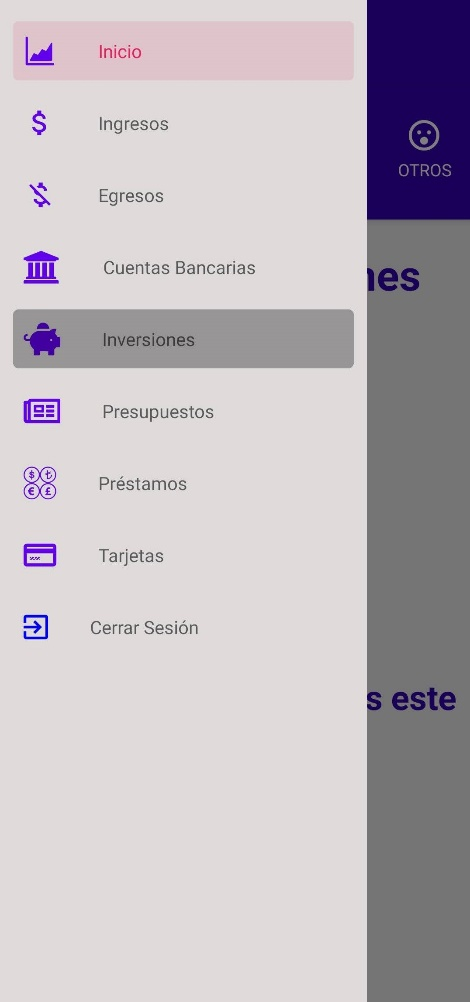 Inicio
Ingresos
OTROS
Egresos
Cuentas Bancarias
nes
Inversiones
Presupuestos
Préstamos
Tarjetas
Cerrar Sesión
s este